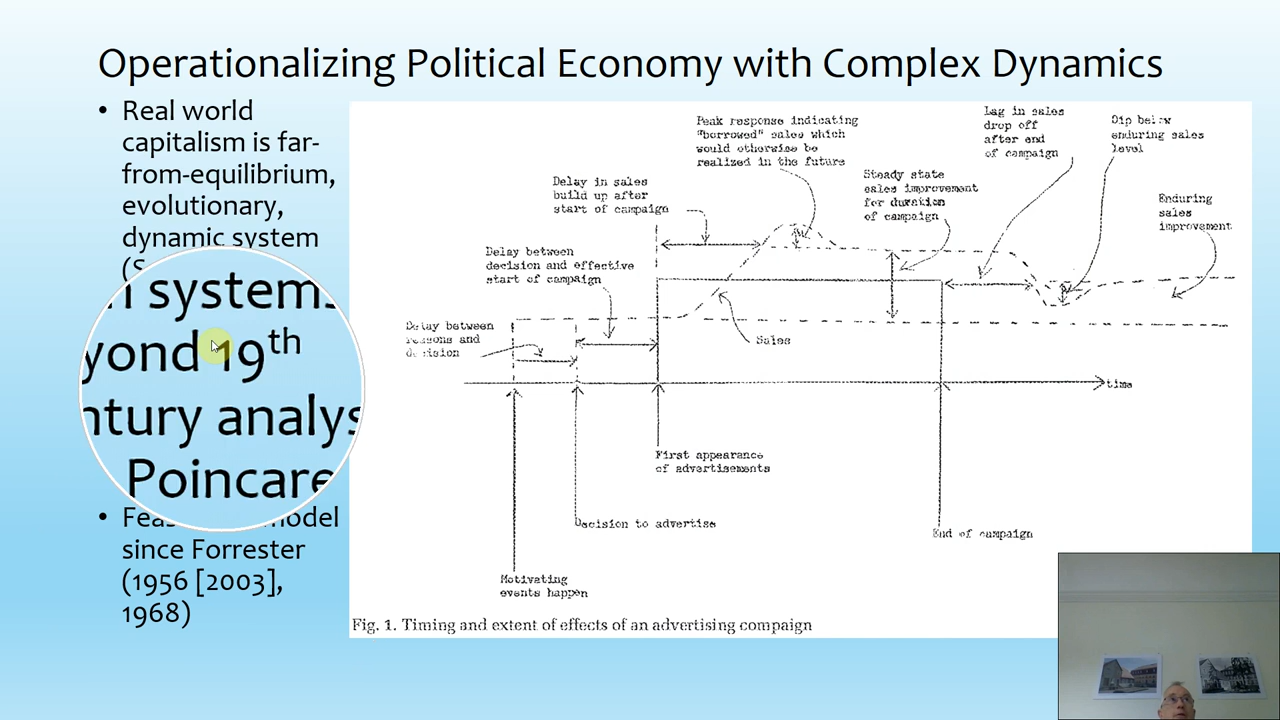 Operationalizing Political Economy with Complex Dynamics
• Real world
capitalism is far-
from-equilibrium,
evolutionary,
dynamic system
systems
19th
Poincare
• model
since Forrester
(1956 [2003],
1968)
Peak response indicating
"borrowed" sales which
would otherwise be
realized in the future
Lag in sales
drop off
after end
of campaign
Dip below
enduring sales
level
Delay in sales
build up after
start of campaign
Steady state
sales improvement
for duration
of campaign
Enduring
sales
improvement
Delay between
decision and effective
start of campaign
Delay between
reasons and
decision
Sales
time
First appearance
of advertisements
Decision to advertise
End of campaign
Motivating
events happen
Fig. 1. Timing and extent of effects of an advertising compaign